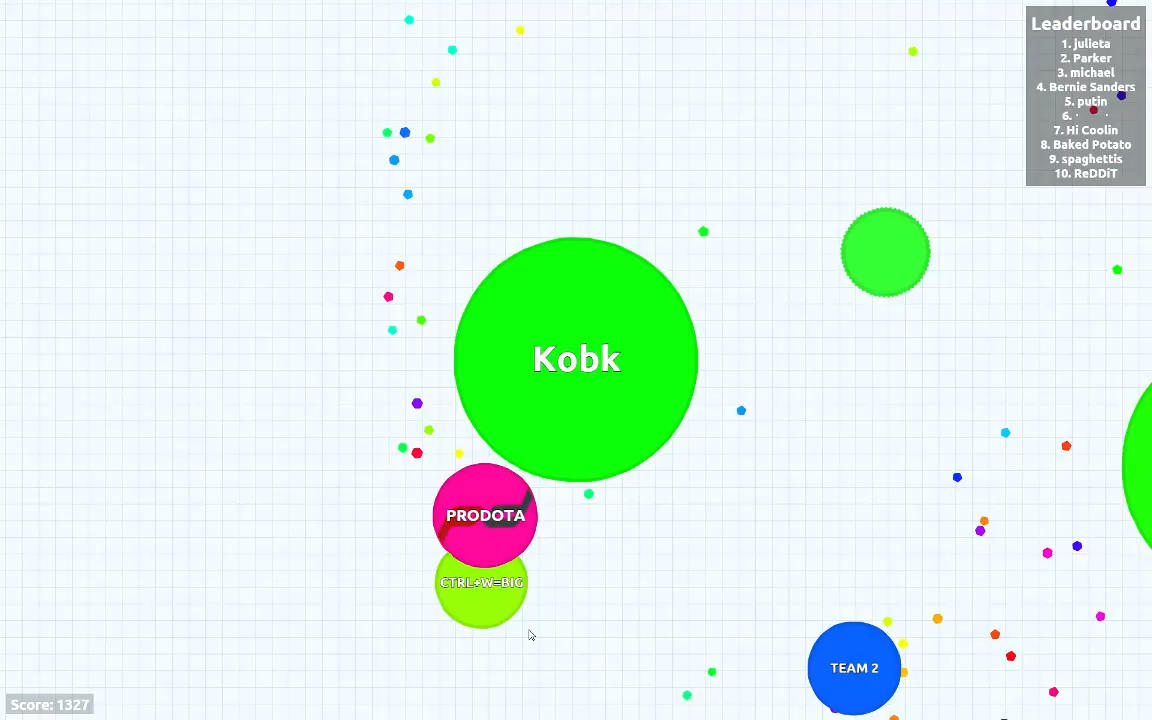 Leaderboard
1. julleta
2. Parker
3. michael
4. Bernie Sanders
5. putin
6. · ·
7. Hi Coolin
8. Baked Potato
9. spaghettis
10. ReDDiT
Kobk
PRODOTA
CTRL+W=BIG
TEAM 2
Score: 1327